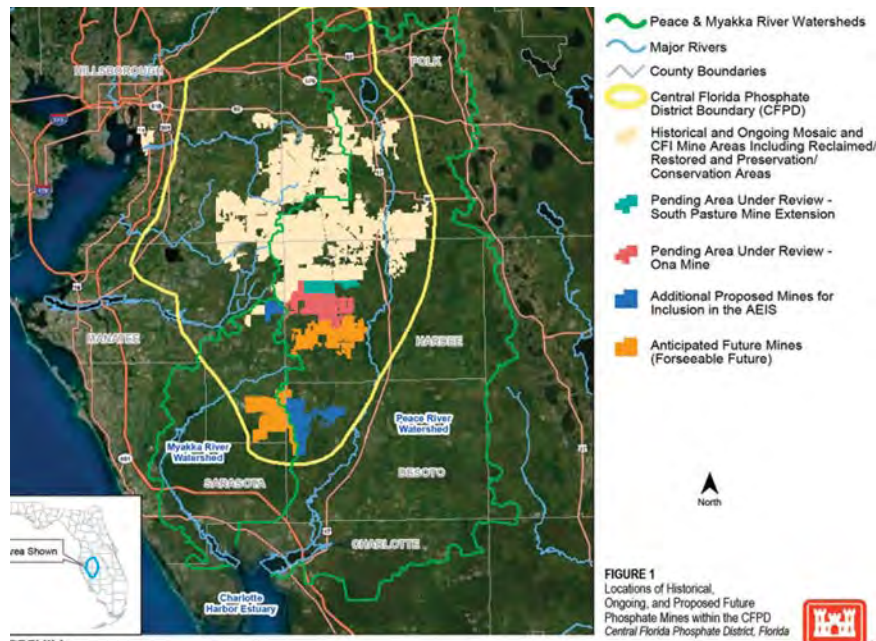 HILLSBOROUGH
POLK
MANATEE
HARDEE
Myakka River
Watershed
Peace River
Watershed
SARASOTA
DESOTO
CHARLOTTE
Charlotte
Harbor Estuary
Area Shown
Peace & Myakka River Watersheds
Major Rivers
County Boundaries
Central Florida Phosphate
District Boundary (CFPD)
Historical and Ongoing Mosaic and
CFI Mine Areas Including Reclaimed/
Restored and Preservation/
Conservation Areas
Pending Area Under Review -
South Pasture Mine Extension
Pending Area Under Review -
Ona Mine
Additional Proposed Mines for
Inclusion in the AEIS
Anticipated Future Mines
(Forseeable Future)
North
FIGURE 1
Locations of Historical,
Ongoing, and Proposed Future
Phosphate Mines within the CFPD
Central Florida Phosphate District, Florida